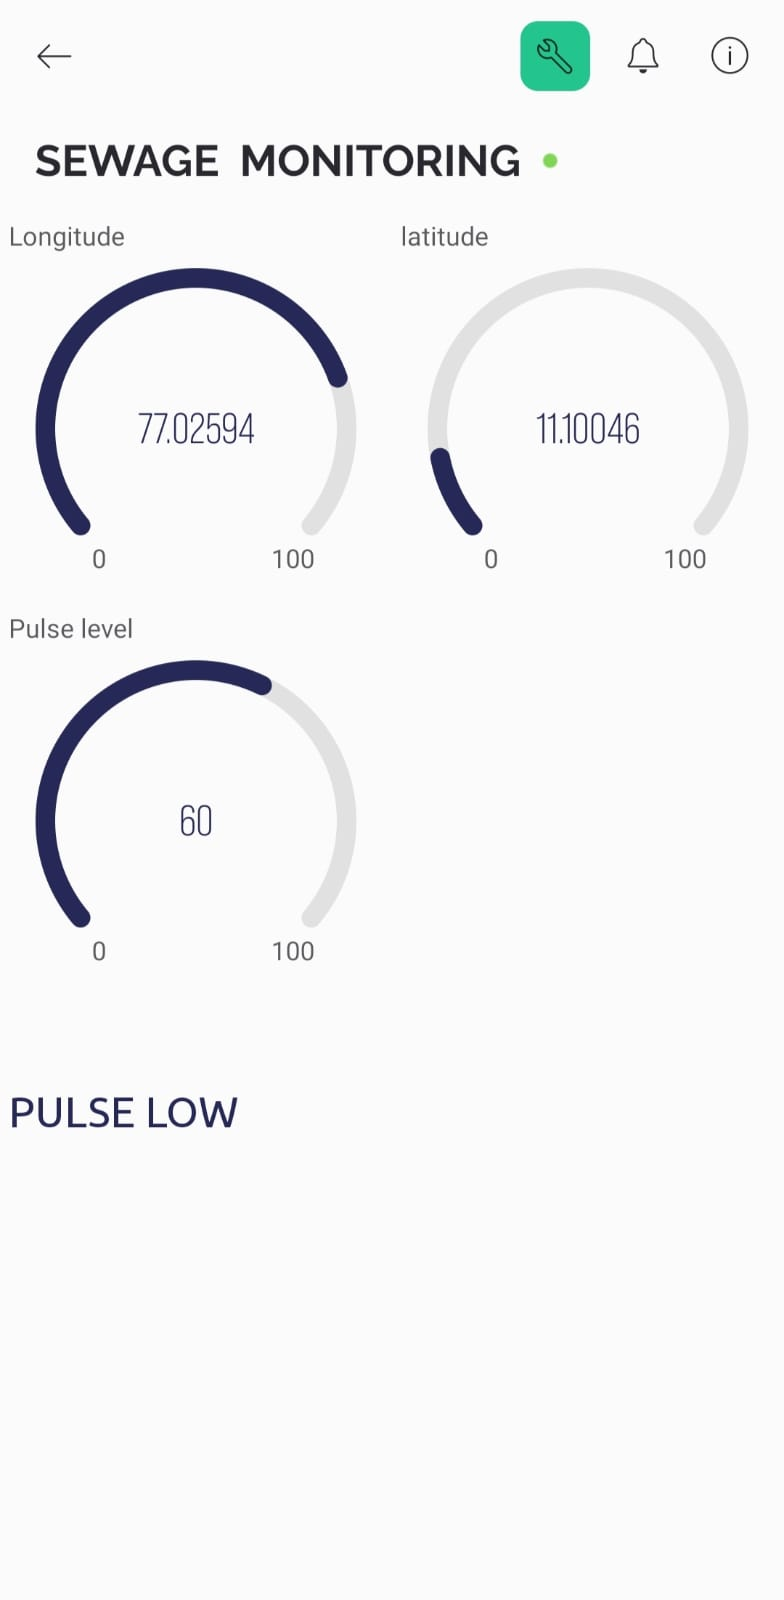 SEWAGE MONITORING
Longitude
latitude
77.02594
11.10046
0
100
0
100
Pulse level
60
0
100
PULSE LOW